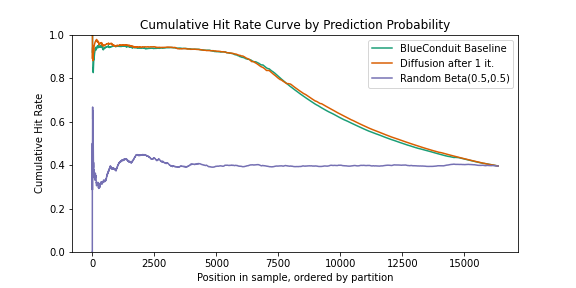 Cumulative Hit Rate Curve by Prediction Probability
1.0
0.8
0.6
0.4
0.2
0.0
Cumulative Hit Rate
BlueConduit Baseline
Diffusion after 1 it.
Random Beta(0.5,0.5)
0 2500 5000 7500 10000 12500 15000
Position in sample, ordered by partition